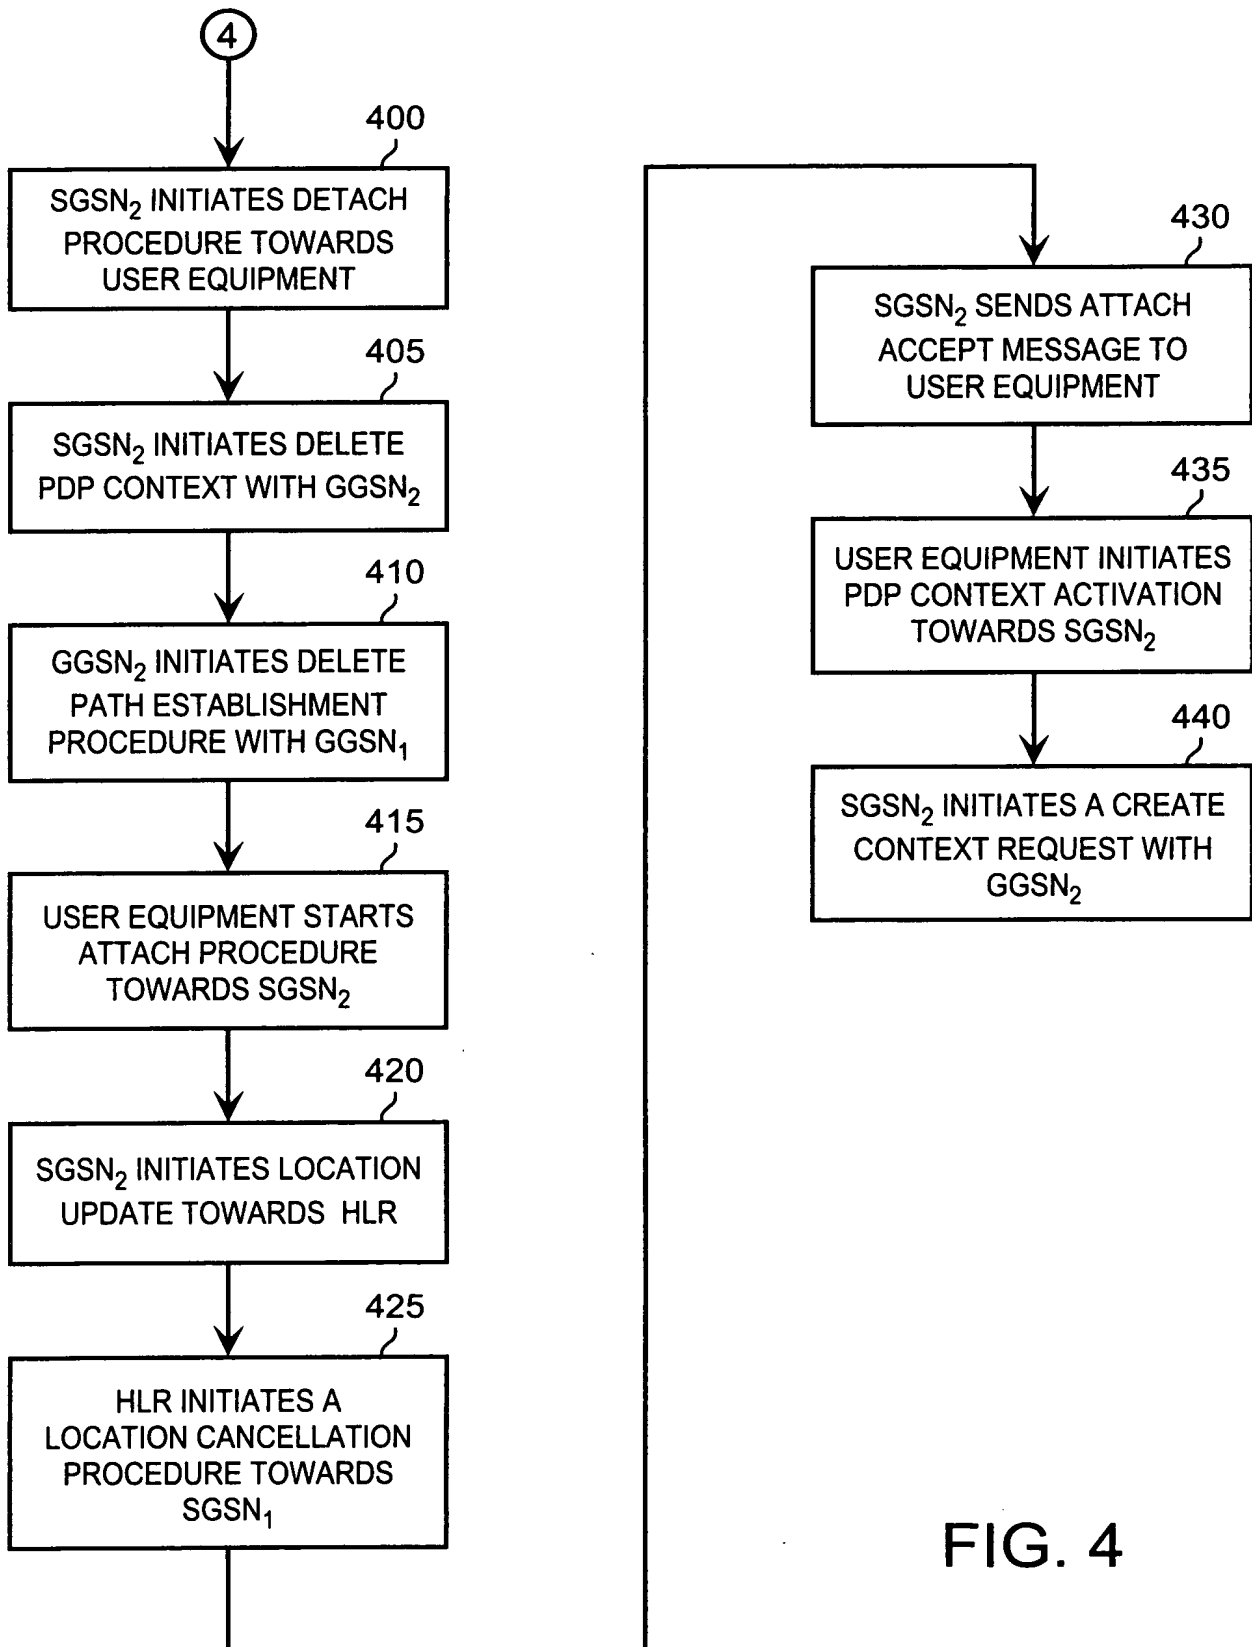 4
400
SGSN₂ INITIATES DETACH
PROCEDURE TOWARDS
USER EQUIPMENT
405
SGSN₂ INITIATES DELETE
PDP CONTEXT WITH GGSN₂
410
GGSN₂ INITIATES DELETE
PATH ESTABLISHMENT
PROCEDURE WITH GGSN₁
415
USER EQUIPMENT STARTS
ATTACH PROCEDURE
TOWARDS SGSN₂
420
SGSN₂ INITIATES LOCATION
UPDATE TOWARDS HLR
425
HLR INITIATES A
LOCATION CANCELLATION
PROCEDURE TOWARDS
SGSN₁
430
SGSN₂ SENDS ATTACH
ACCEPT MESSAGE TO
USER EQUIPMENT
435
USER EQUIPMENT INITIATES
PDP CONTEXT ACTIVATION
TOWARDS SGSN₂
440
SGSN₂ INITIATES A CREATE
CONTEXT REQUEST WITH
GGSN₂
FIG. 4